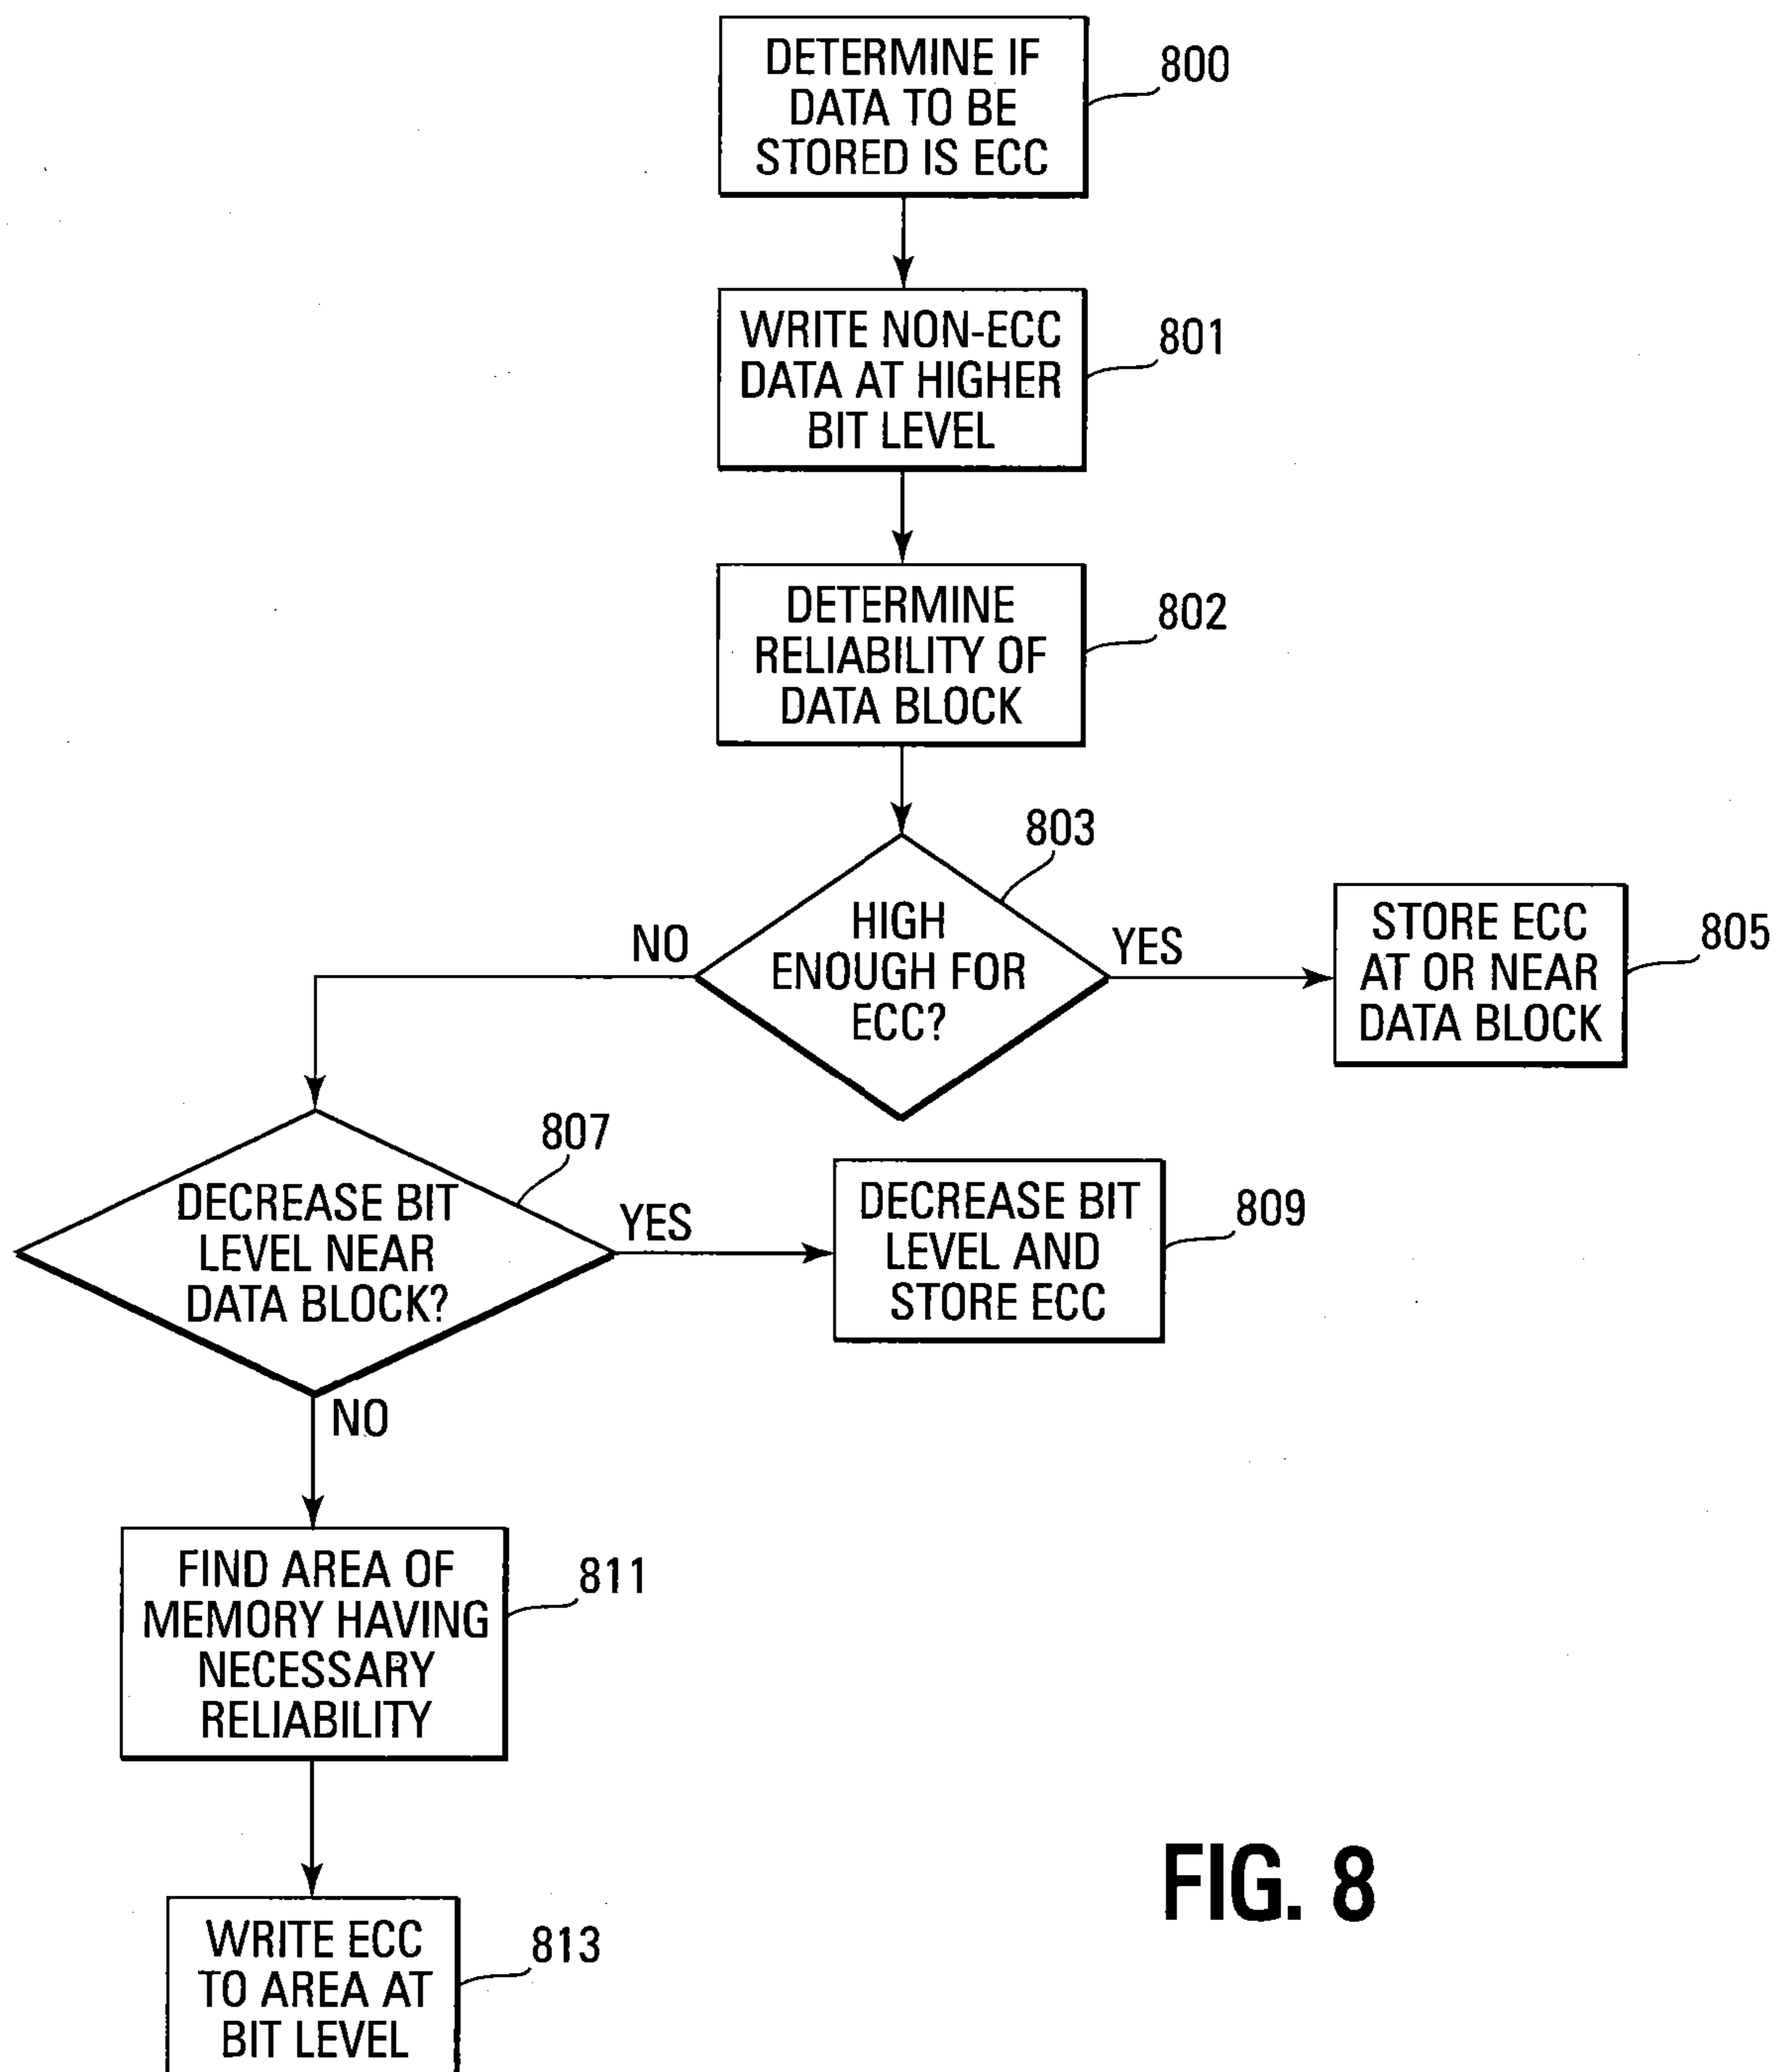 DETERMINE IF
DATA TO BE
STORED IS ECC
800
WRITE NON-ECC
DATA AT HIGHER
BIT LEVEL
801
DETERMINE
RELIABILITY OF
DATA BLOCK
802
803
HIGH
ENOUGH FOR
ECC?
NO
YES
STORE ECC
AT OR NEAR
DATA BLOCK
805
807
DECREASE BIT
LEVEL NEAR
DATA BLOCK?
YES
NO
DECREASE BIT
LEVEL AND
STORE ECC
809
FIND AREA OF
MEMORY HAVING
NECESSARY
RELIABILITY
811
WRITE ECC
TO AREA AT
BIT LEVEL
813
FIG. 8